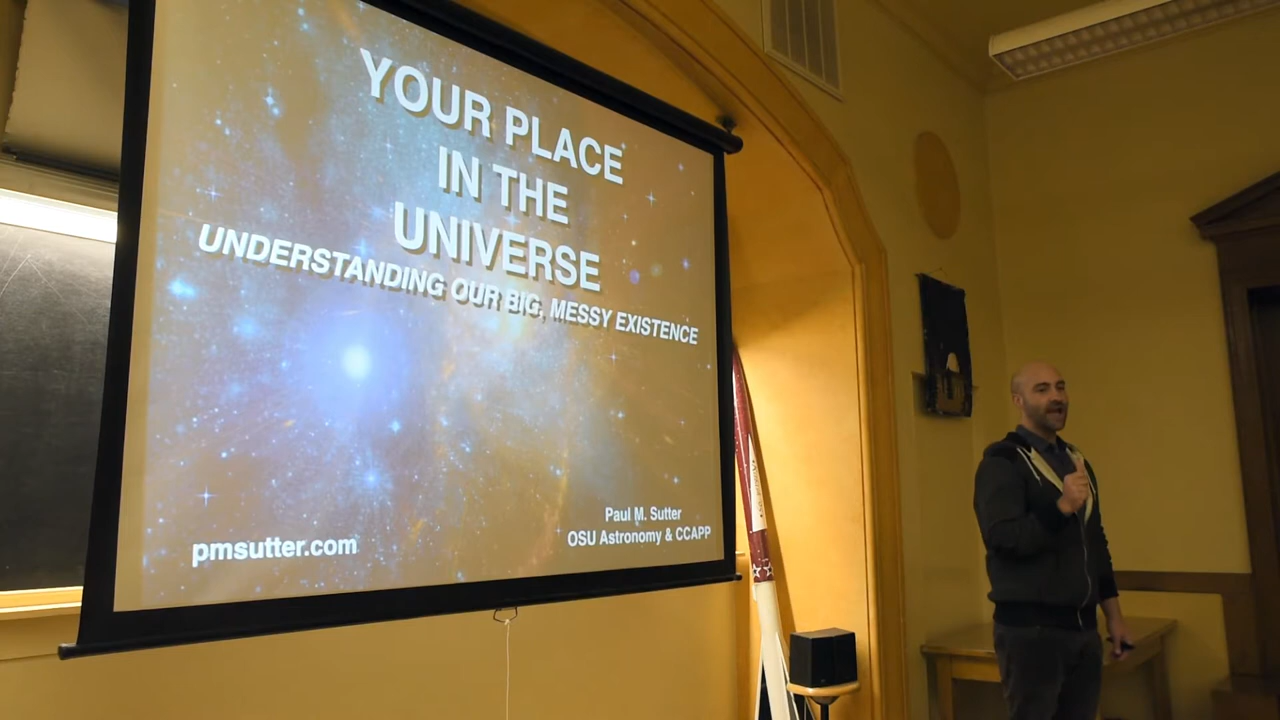 YOUR PLACE
IN THE
UNIVERSE
UNDERSTANDING OUR BIG, MESSY EXISTENCE
Paul M. Sutter
OSU Astronomy & CCAPP
pmsutter.com